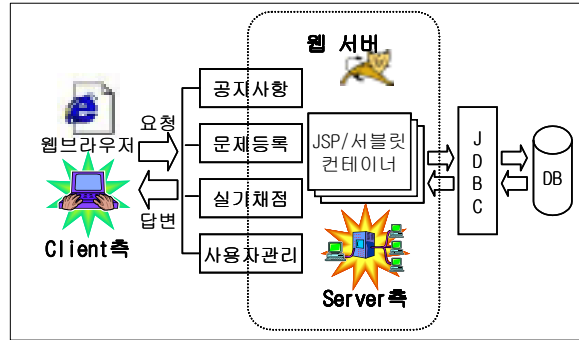 웹 서버
공지사항
요청
웹브라우저
문제등록
JSP/서블릿
컨테이너
J
D
B
C
DB
실기채점
답변
Client측
사용자관리
Server측